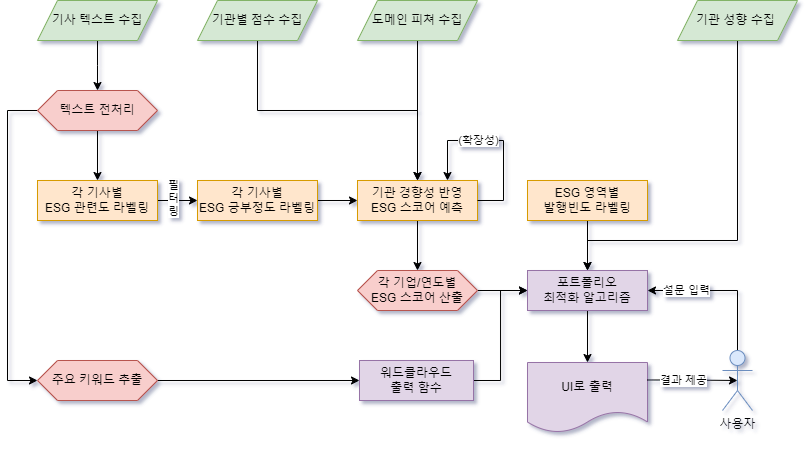 기사 텍스트 수집
기관별 점수 수집
도메인 피쳐 수집
기관 성향 수집
텍스트 전처리
(확장성)
각 기사별
ESG 관련도 라벨링
필
터
링
각 기사별
ESG 긍부정도 라벨링
기관 경향성 반영
ESG 스코어 예측
ESG 영역별
발행빈도 라벨링
각 기업/연도별
ESG 스코어 산출
포트폴리오
최적화 알고리즘
설문 입력
주요 키워드 추출
워드클라우드
출력 함수
UI로 출력
결과 제공
사용자